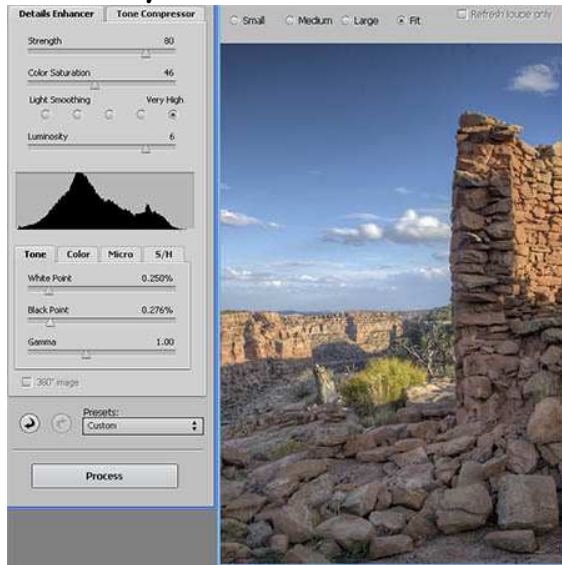 Details Enhancer Tone Compressor
Strength 80
Color Saturation 46
Light Smoothing Very High
Luminosity 6
Tone Color Micro S/H
White Point 0.250%
Black Point 0.276%
Gamma 1.00
360° image
Presets:
Custom
Process
Small Medium Large Fit Refresh loupe only